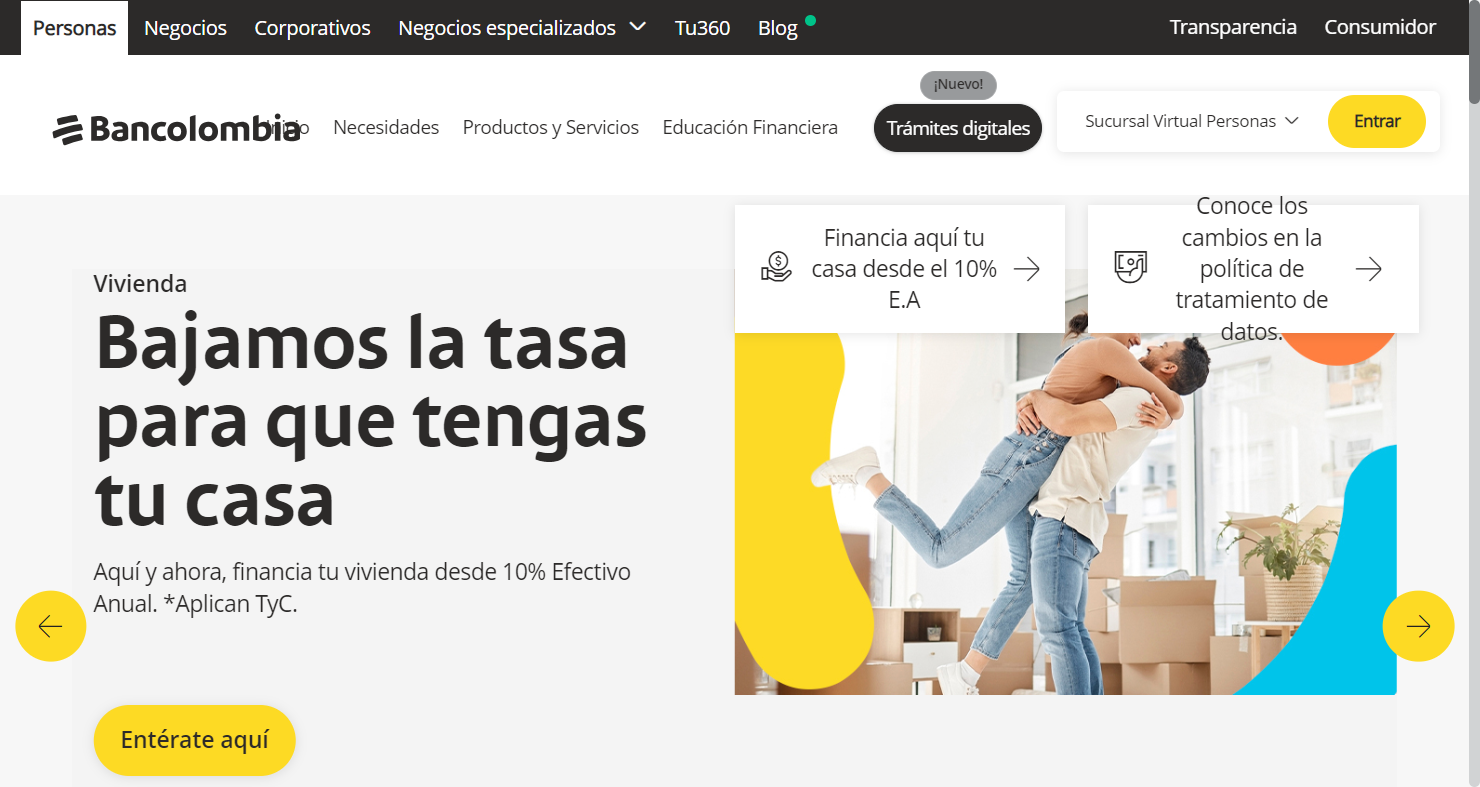 Personas Negocios Corporativos Negocios especializados Tu360 Blog Transparencia Consumidor
¡Nuevo!
Bancolombia Inicio Necesidades Productos y Servicios Educación Financiera Trámites digitales Sucursal Virtual Personas Entrar
Financia aquí tu
casa desde el 10%
E.A
Conoce los
cambios en la
política de
tratamiento de
datos.
Vivienda
Bajamos la tasa
para que tengas
tu casa
Aquí y ahora, financia tu vivienda desde 10% Efectivo
Anual. *Aplican TyC.
Entérate aquí